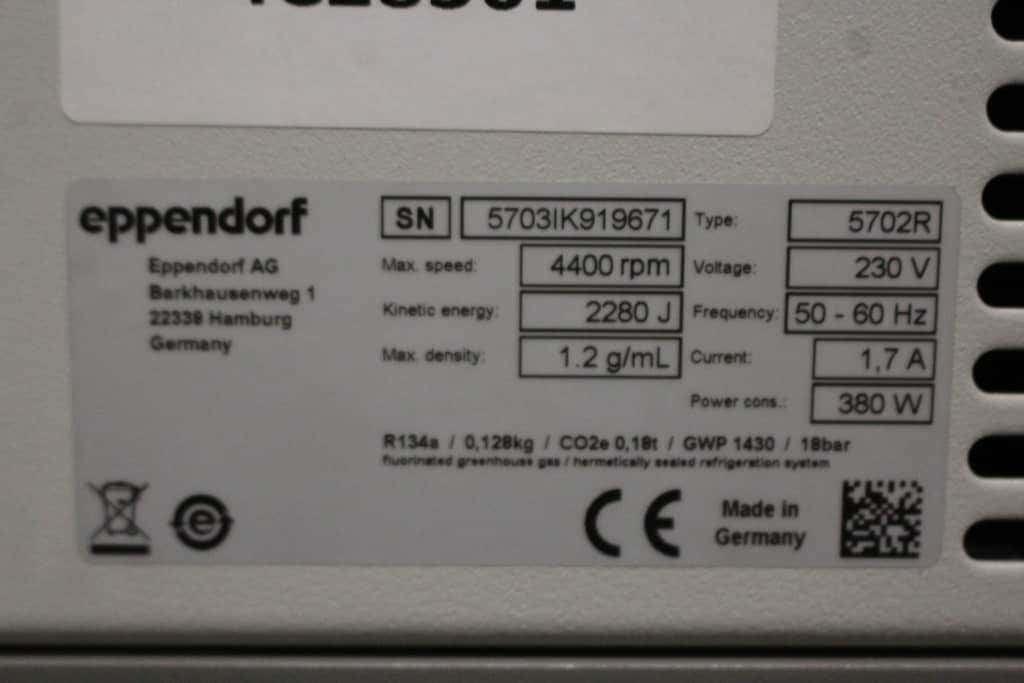 eppendorf
Eppendorf AG
Barkhausenweg 1
22339 Hamburg
Germany
SN 5703IK919671 Type: 5702R
Max. speed: 4400 rpm Voltage: 230 V
Kinetic energy: 2280 J Frequency: 50 - 60 Hz
Max. density: 1.2 g/mL Current: 1,7 A
Power cons.: 380 W
R134a / 0,128kg / CO2e 0,18t / GWP 1430 / 18bar
fluorinated greenhouse gas / hermetically sealed refrigeration system
e
CE
Made in
Germany